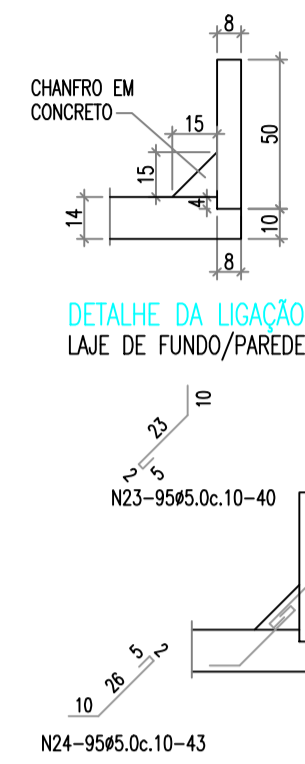 8
CHANFRO EM
CONCRETO
15
15
50
14
4
10
8
DETALHE DA LIGAÇÃO
LAJE DE FUNDO/PAREDE
10
23
2
5
N23-95ø5.0c.10-40
5
2
26
10
N24-95ø5.0c.10-43